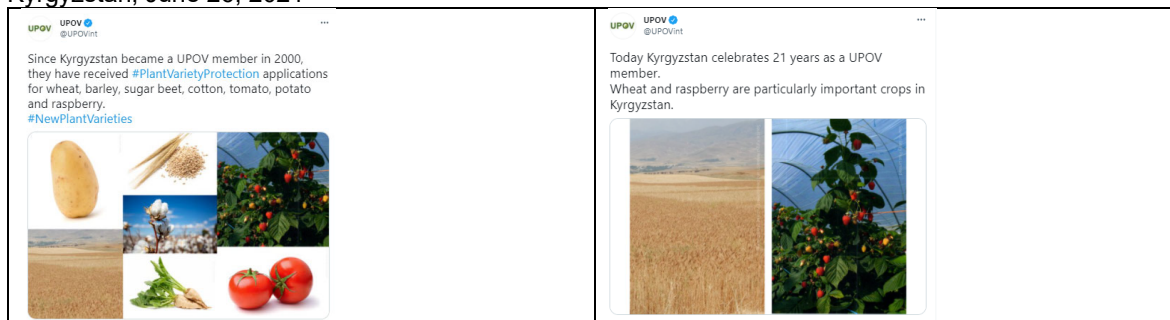 Kyrgyzstan, June 26, 2021
UPOV
UPOV
@UPOVint
...
Since Kyrgyzstan became a UPOV member in 2000,
they have received #PlantVarietyProtection applications
for wheat, barley, sugar beet, cotton, tomato, potato
and raspberry.
#NewPlantVarieties
UPOV
UPOV
@UPOVint
...
Today Kyrgyzstan celebrates 21 years as a UPOV
member.
Wheat and raspberry are particularly important crops in
Kyrgyzstan.